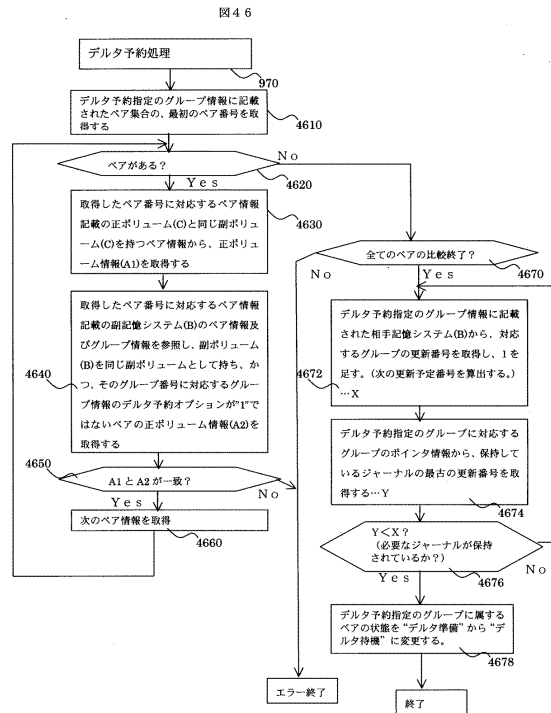 図46
デルタ予約処理
970
デルタ予約指定のグループ情報に記載
されたペア集合の、最初のペア番号を
取得する
4610
ペアがある?
No
4620
Yes
取得したペア番号に対応するペア情報
記載の正ボリューム(C)と同じ副ボリュ
ーム(C)を持つペア情報から、正ボリュ
ーム情報(A1)を取得する
4630
取得したペア番号に対応するペア情報
記載の副記憶システム(B)のペア情報及
びグループ情報を参照し、副ボリューム
(B)を同じ副ボリュームとして持ち、か
つ、そのグループ番号に対応するグルー
プ情報のデルタ予約オプションが"1"で
はないペアの正ボリューム情報(A2)を
取得する
4640
4650
A1とA2が一致?
No
Yes
次のペア情報を取得
4660
全てのペアの比較終了?
4670
No
Yes
デルタ予約指定のグループ情報に記載
された相手記憶システム(B)から、対応
するグループの更新番号を取得し、1を
足す。(次の更新予定番号を算出する。)
…X
4672
デルタ予約指定のグループに対応する
グループのポインタ情報から、保持し
ているジャーナルの最古の更新番号を取
得する…Y
4674
Y<X?
(必要なジャーナルが保持
されているか?)
No
Yes
4676
デルタ予約指定のグループに属する
ペアの状態を"デルタ準備"から"デ
ルタ待機"に変更する。
4678
エラー終了
終了